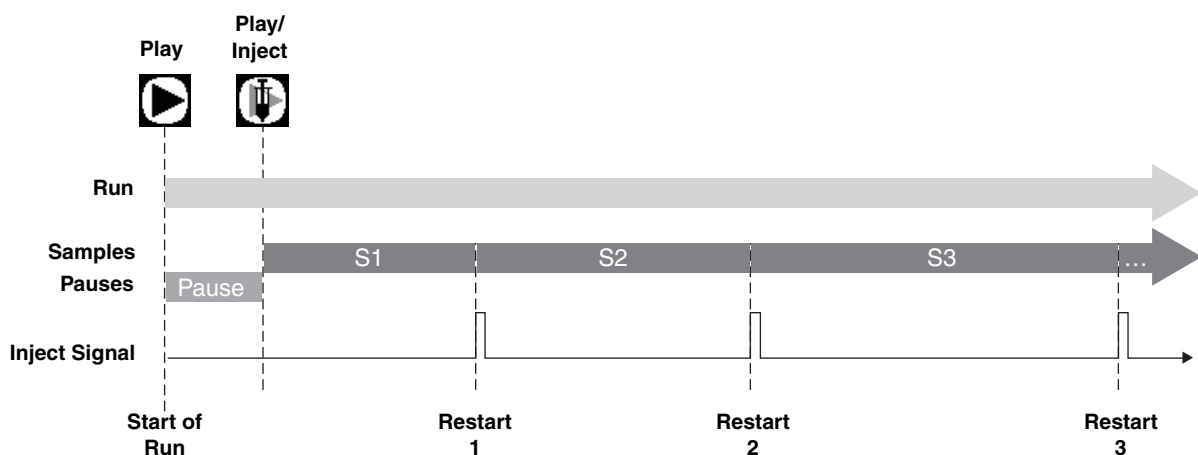 Play
Play/
Inject
Run
Samples
S1
S2
S3
...
Pauses
Pause
Inject Signal
Start of
Run
Restart
1
Restart
2
Restart
3